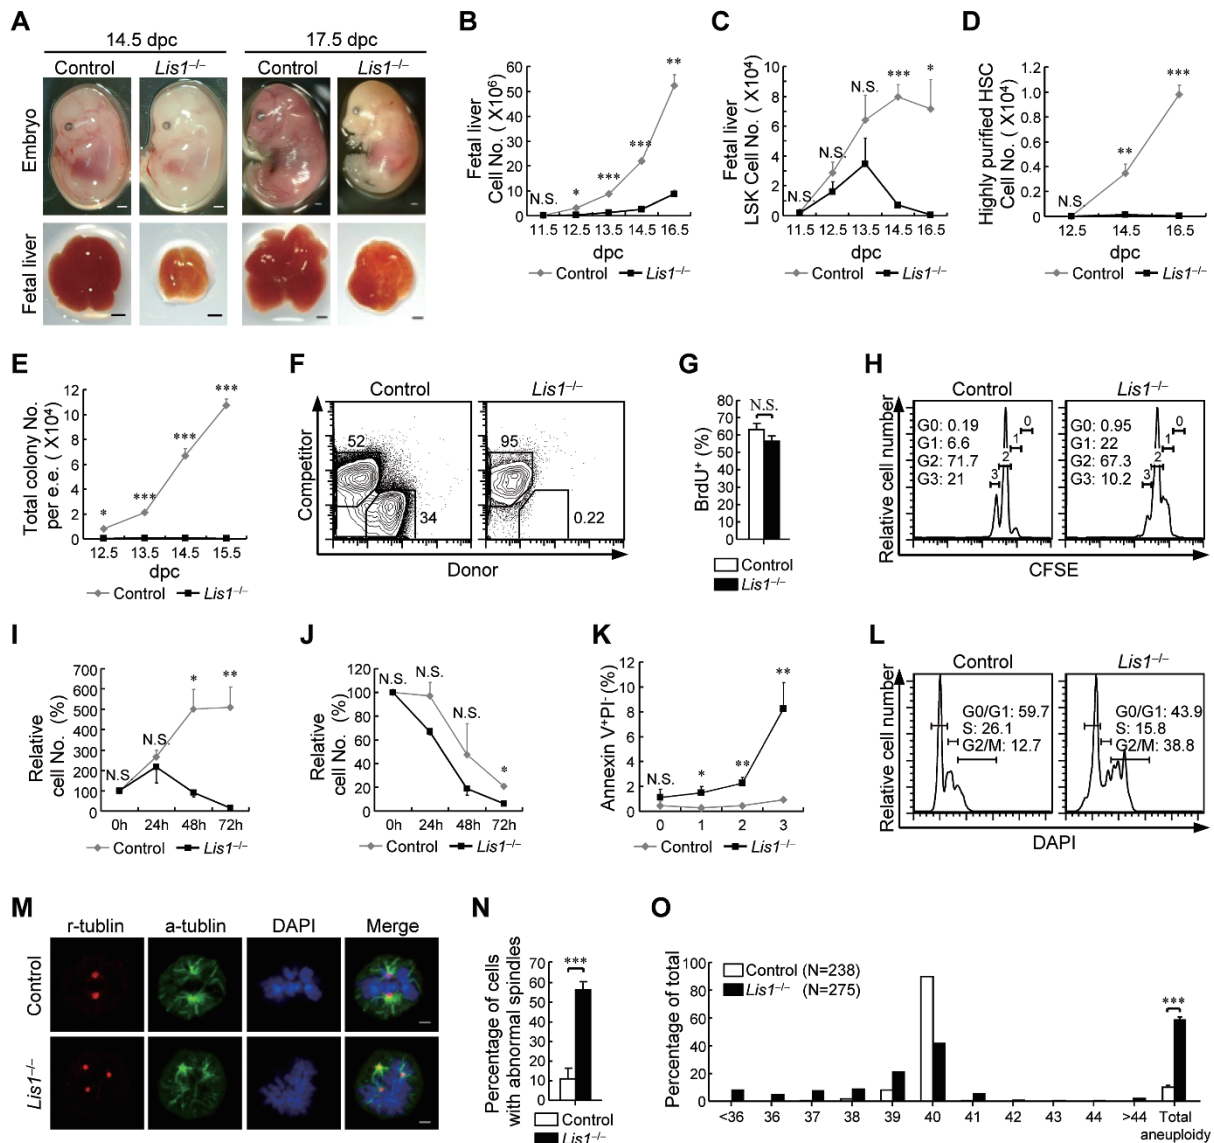 A
14.5 dpc
17.5 dpc
Control
Lis1–/–
Control
Lis1–/–
Embryo
Fetal liver
B
Fetal liver
Cell No. ( X10⁶)
60
50
40
30
20
10
0
N.S.
*
***
***
**
11.5 12.5 13.5 14.5 16.5
dpc
Control Lis1–/–
C
Fetal liver
LSK Cell No. ( X10⁴)
10
8
6
4
2
0
N.S.
N.S.
***
*
11.5 12.5 13.5 14.5 16.5
dpc
Control Lis1–/–
D
Highly purified HSC
Cell No. ( X10⁴)
1.2
1.0
0.8
0.6
0.4
0.2
0
N.S.
**
***
12.5 14.5 16.5
dpc
Control Lis1–/–
E
Total colony No.
per e.e. ( X10⁴)
12
10
8
6
4
2
0
*
***
***
***
12.5 13.5 14.5 15.5
dpc
Control Lis1–/–
F
Control
Lis1–/–
Competitor
52
34
95
0.22
Donor
G
BrdU⁺ (%)
80
70
60
50
40
30
20
10
0
N.S.
Control
Lis1–/–
H
Control
Lis1–/–
Relative cell number
G0: 0.19
G1: 6.6
G2: 71.7
G3: 21
0
1
2
3
G0: 0.95
G1: 22
G2: 67.3
G3: 10.2
0
1
2
3
CFSE
I
Relative
cell No. (%)
700
600
500
400
300
200
100
0
N.S.
N.S.
*
**
0h 24h 48h 72h
Control Lis1–/–
J
Relative
cell No. (%)
120
100
80
60
40
20
0
N.S.
N.S.
N.S.
*
0h 24h 48h 72h
Control Lis1–/–
K
Annexin V⁺PI⁻ (%)
12
10
8
6
4
2
0
N.S.
*
**
**
0 1 2 3
Control Lis1–/–
L
Control
Lis1–/–
Relative cell number
G0/G1: 59.7
S: 26.1
G2/M: 12.7
G0/G1: 43.9
S: 15.8
G2/M: 38.8
DAPI
M
r-tublin
a-tublin
DAPI
Merge
Control
Lis1–/–
N
Percentage of cells
with abnormal spindles
70
60
50
40
30
20
10
0
***
Control
Lis1–/–
O
Percentage of total
100
80
60
40
20
0
Control (N=238)
Lis1–/– (N=275)
***
<36 36 37 38 39 40 41 42 43 44 >44 Total
aneuploidy